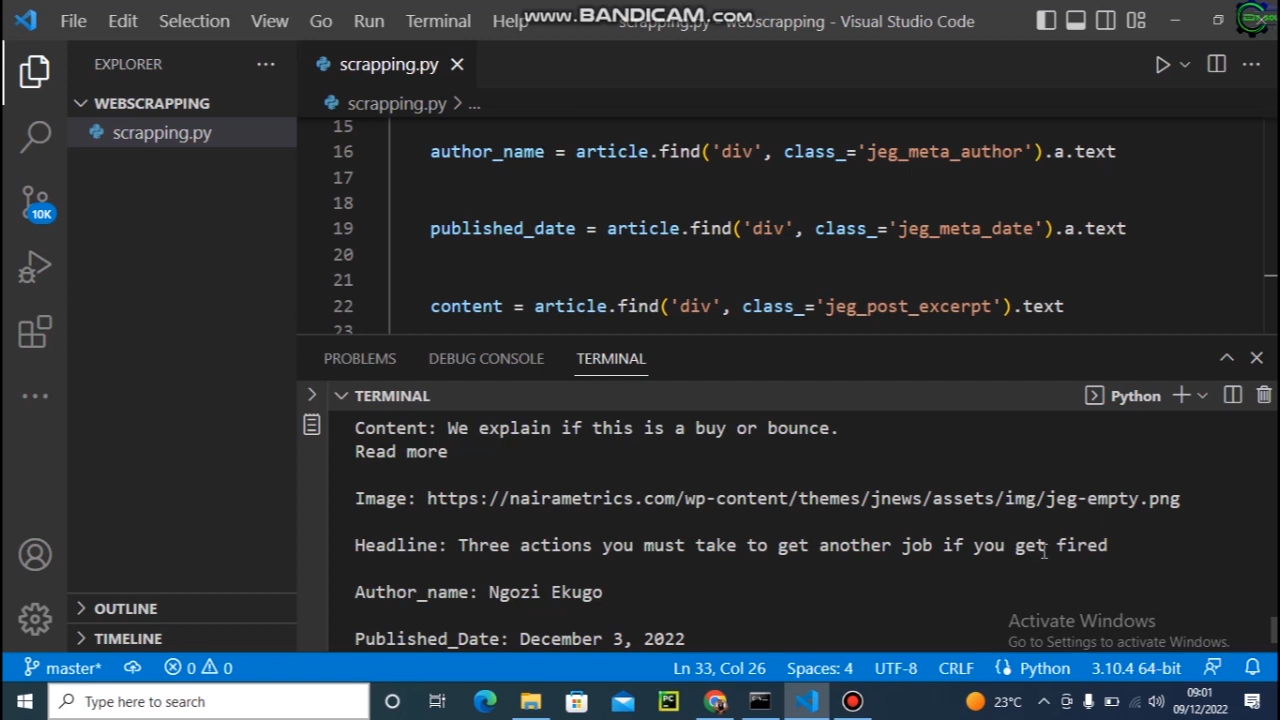 File Edit Selection View Go Run Terminal Help
www.BANDICAM.com
scrapping.py - webscrapping - Visual Studio Code
EXPLORER
WEBSCRAPPING
scrapping.py
scrapping.py
scrapping.py > ...
15
16 author_name = article.find('div', class_='jeg_meta_author').a.text
17
18
19 published_date = article.find('div', class_='jeg_meta_date').a.text
20
21
22 content = article.find('div', class_='jeg_post_excerpt').text
23
10K
PROBLEMS DEBUG CONSOLE TERMINAL
TERMINAL
Python
Content: We explain if this is a buy or bounce.
Read more
Image: https://nairametrics.com/wp-content/themes/jnews/assets/img/jeg-empty.png
Headline: Three actions you must take to get another job if you get fired
Author_name: Ngozi Ekugo
Published_Date: December 3, 2022
OUTLINE
TIMELINE
Activate Windows
Go to Settings to activate Windows.
master* 0 0 Ln 33, Col 26 Spaces: 4 UTF-8 CRLF Python 3.10.4 64-bit
Type here to search
PC
23°C
09:01
09/12/2022